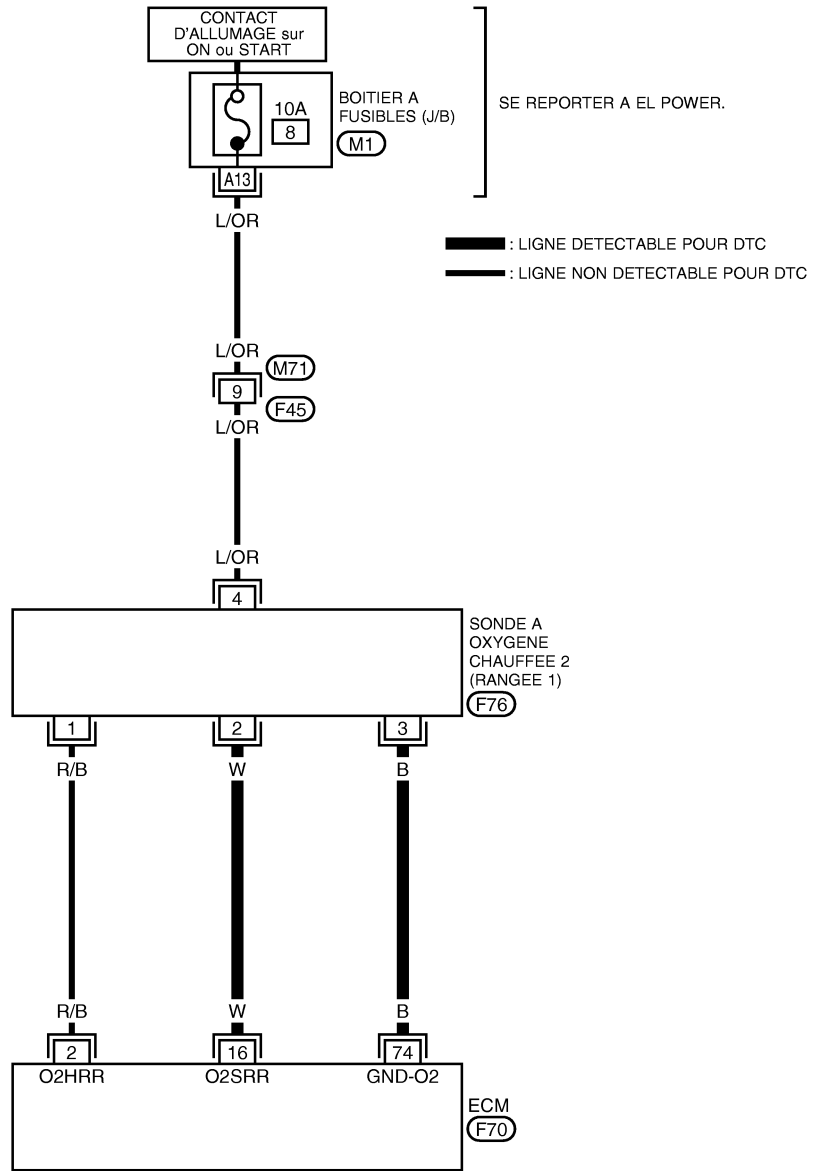 CONTACT
D'ALLUMAGE sur
ON ou START
10A
8
BOITIER A
FUSIBLES (J/B)
M1
SE REPORTER A EL POWER.
A13
L/OR
: LIGNE DETECTABLE POUR DTC
: LIGNE NON DETECTABLE POUR DTC
L/OR
M71
9
F45
L/OR
L/OR
4
SONDE A
OXYGENE
CHAUFFEE 2
(RANGEE 1)
F76
1 2 3
R/B W B
R/B W B
2 16 74
O2HRR O2SRR GND-O2
ECM
F70